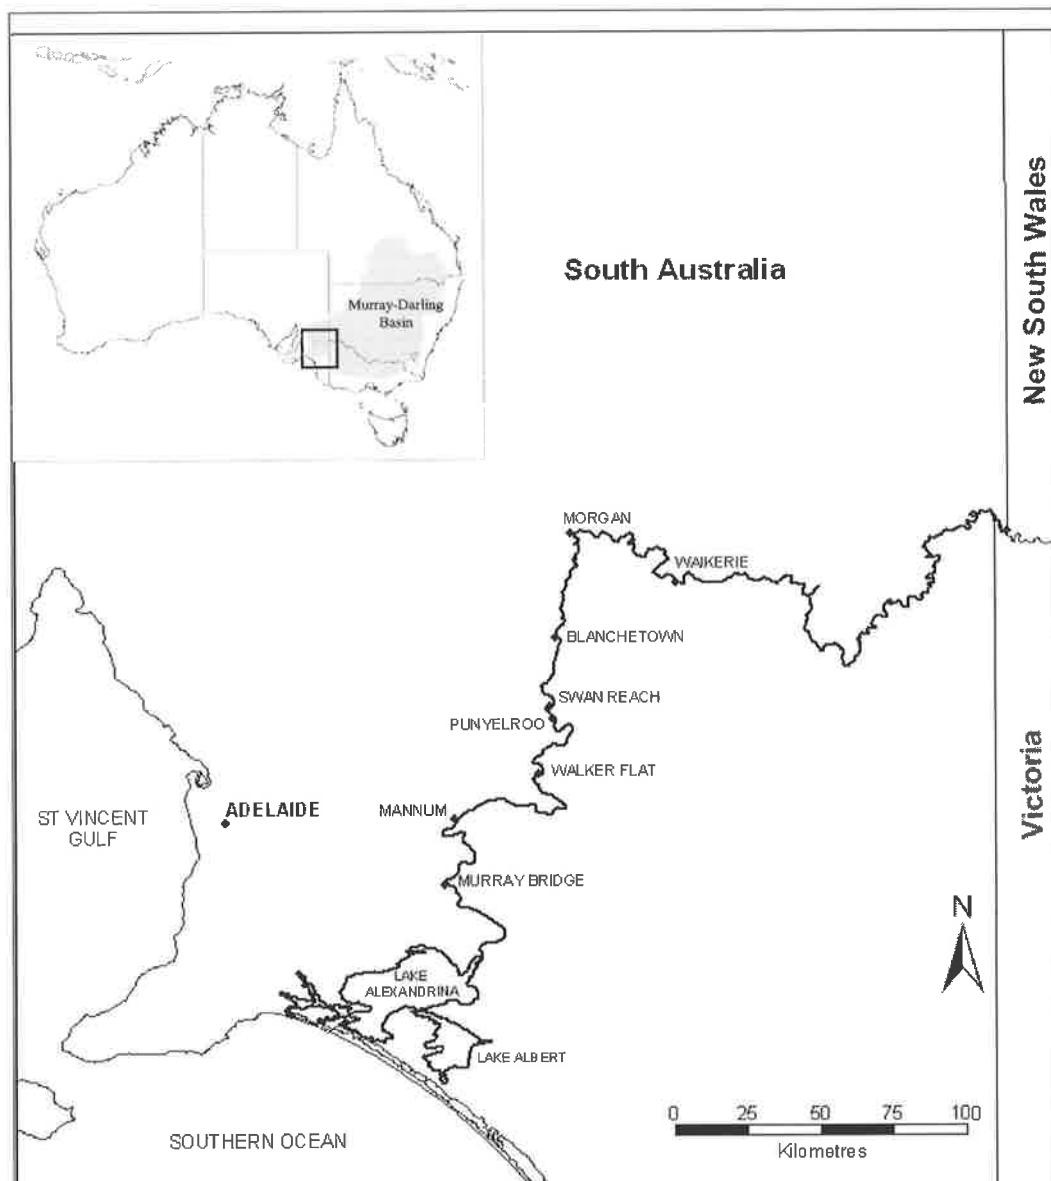 Murray-Darling
Basin
South Australia
New South Wales
MORGAN
WAIKERIE
BLANCHETOWN
SWAN REACH
PUNYELROO
WALKER FLAT
Victoria
ADELAIDE
ST VINCENT
GULF
MANNUM
MURRAY BRIDGE
N
LAKE
ALEXANDRINA
LAKE ALBERT
0 25 50 75 100
Kilometres
SOUTHERN OCEAN